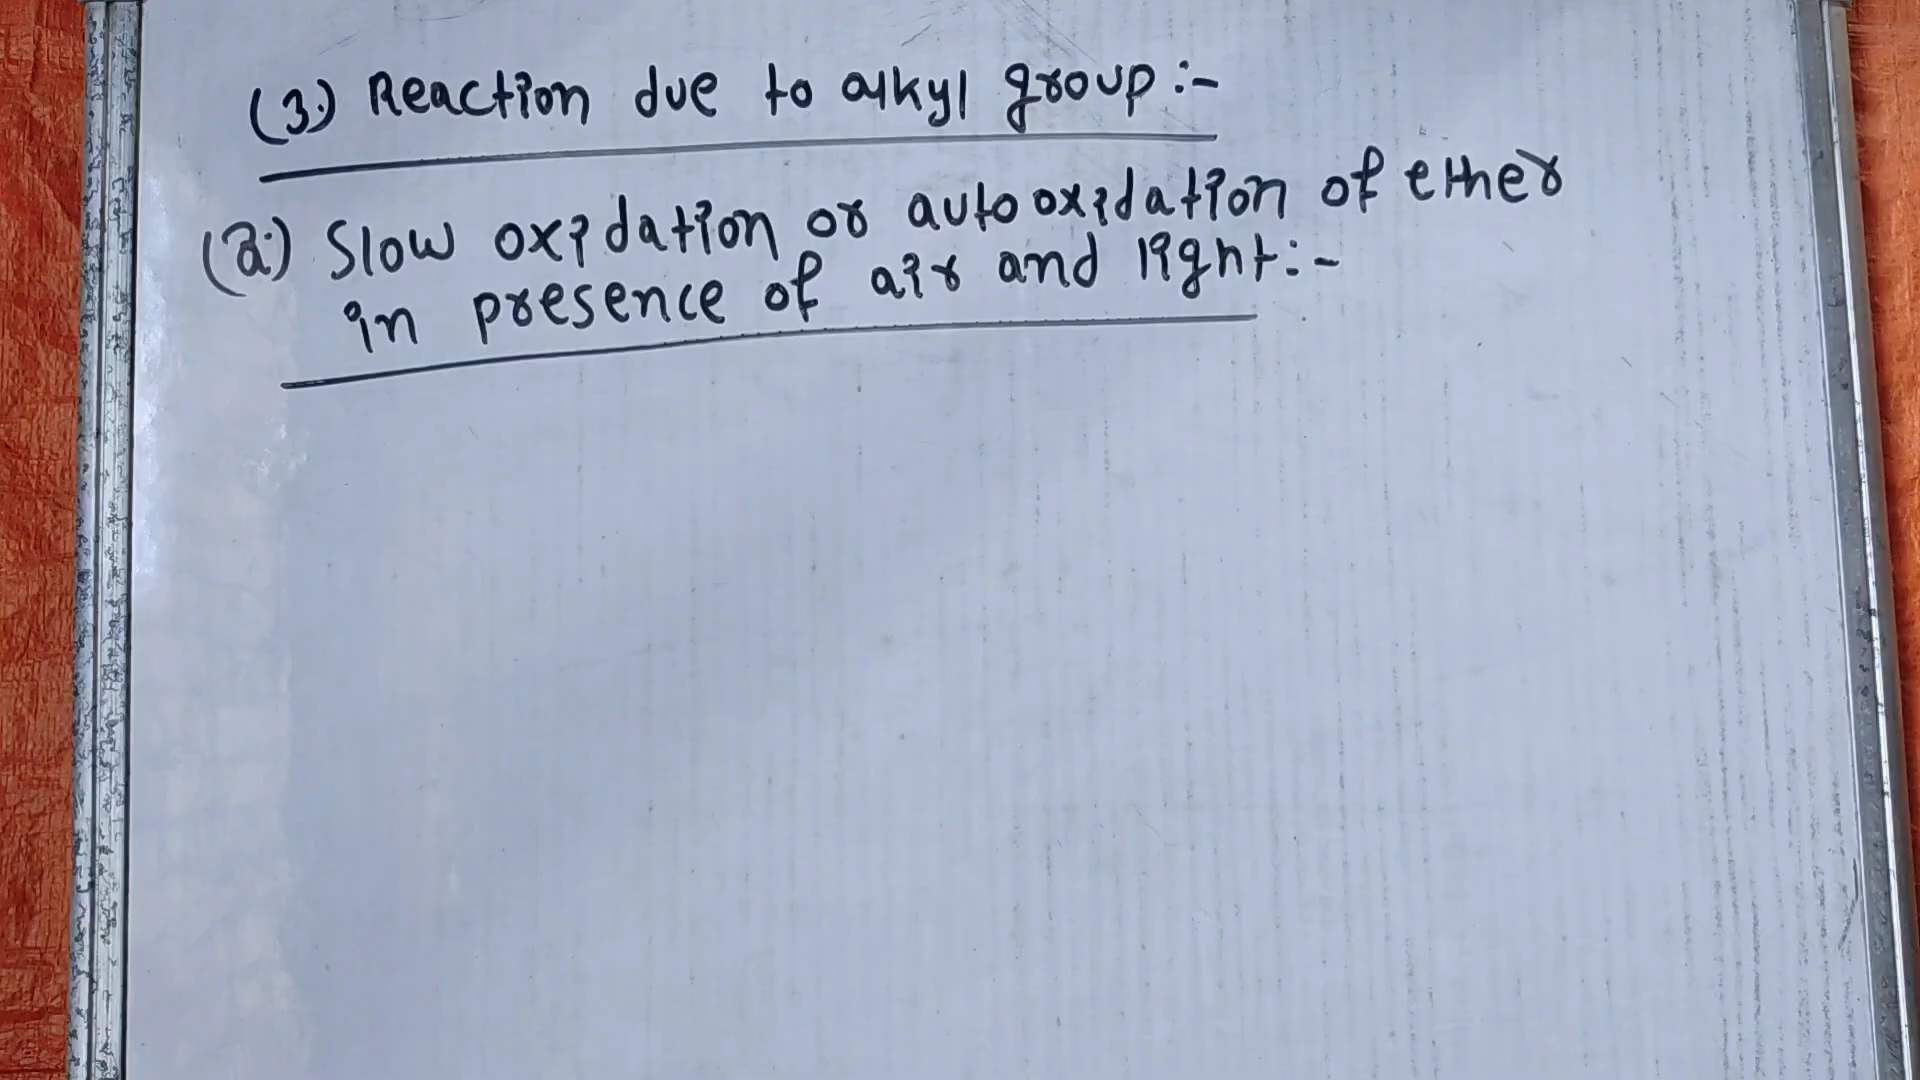 (3.) Reaction due to alkyl group :-
(a.) Slow oxidation or auto oxidation of ether
in presence of air and light :-